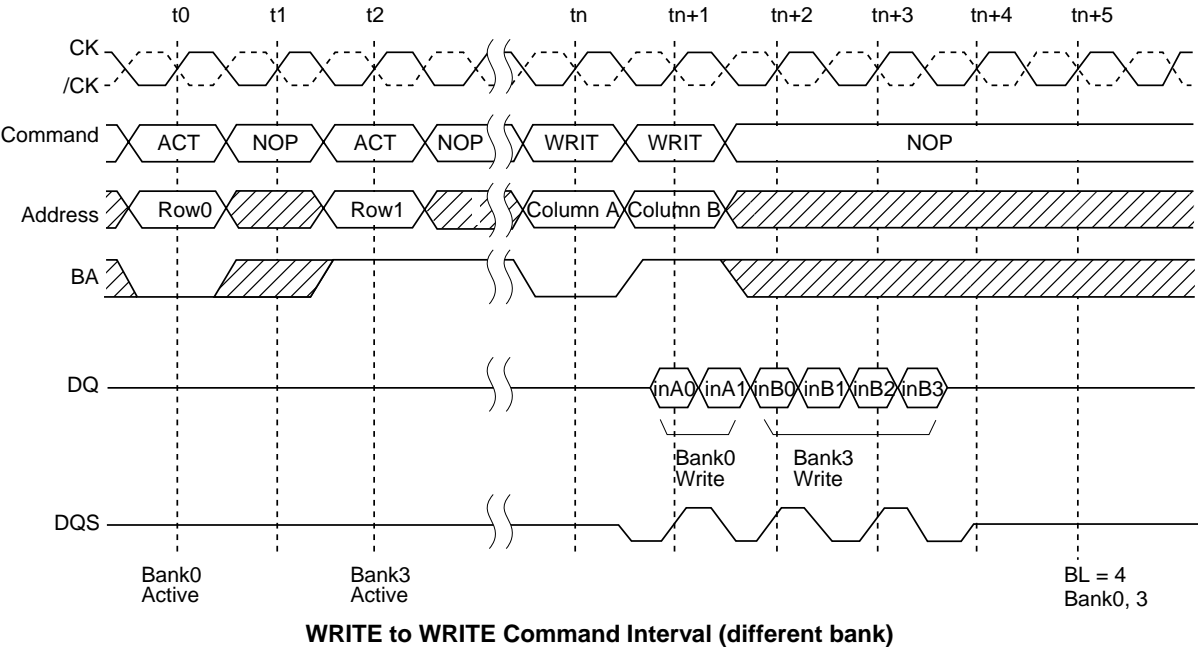 t0 t1 t2 tn tn+1 tn+2 tn+3 tn+4 tn+5
CK
/CK
Command ACT NOP ACT NOP WRIT WRIT NOP
Address Row0 Row1 Column A Column B
BA
DQ inA0 inA1 inB0 inB1 inB2 inB3
Bank0 Bank3
Write Write
DQS
Bank0 Bank3 BL = 4
Active Active Bank0, 3
WRITE to WRITE Command Interval (different bank)